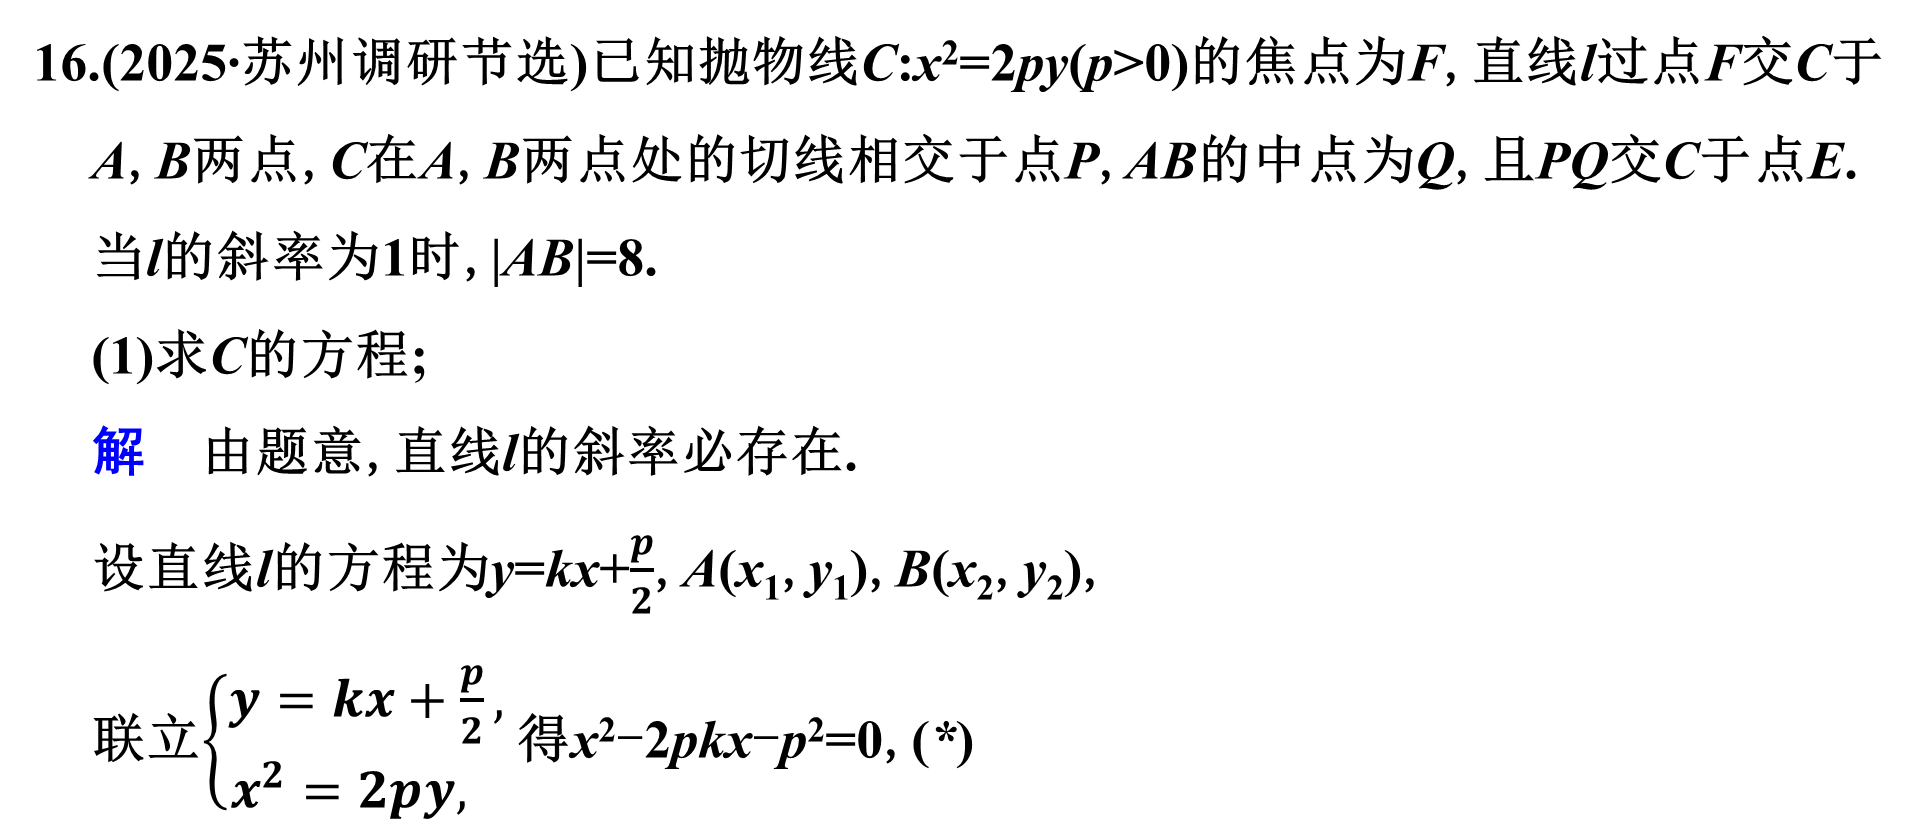 16.(2025·苏州调研节选)已知抛物线C:x²=2py(p>0)的焦点为F, 直线l过点F交C于
A, B两点, C在A, B两点处的切线相交于点P, AB的中点为Q, 且PQ交C于点E.
当l的斜率为1时, |AB|=8.
(1)求C的方程;
解 由题意, 直线l的斜率必存在.
设直线l的方程为y=kx+p/2, A(x₁, y₁), B(x₂, y₂),
联立{y = kx + p/2, x² = 2py, 得x²−2pkx−p²=0, (*)